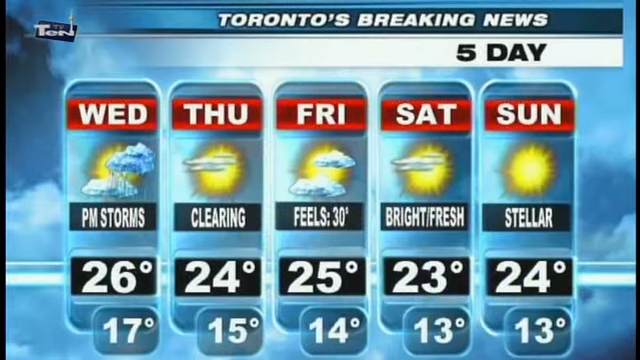 TORONTO'S BREAKING NEWS
TEN
5 DAY
WED THU FRI SAT SUN
PM STORMS CLEARING FEELS: 30° BRIGHT/FRESH STELLAR
26° 24° 25° 23° 24°
17° 15° 14° 13° 13°